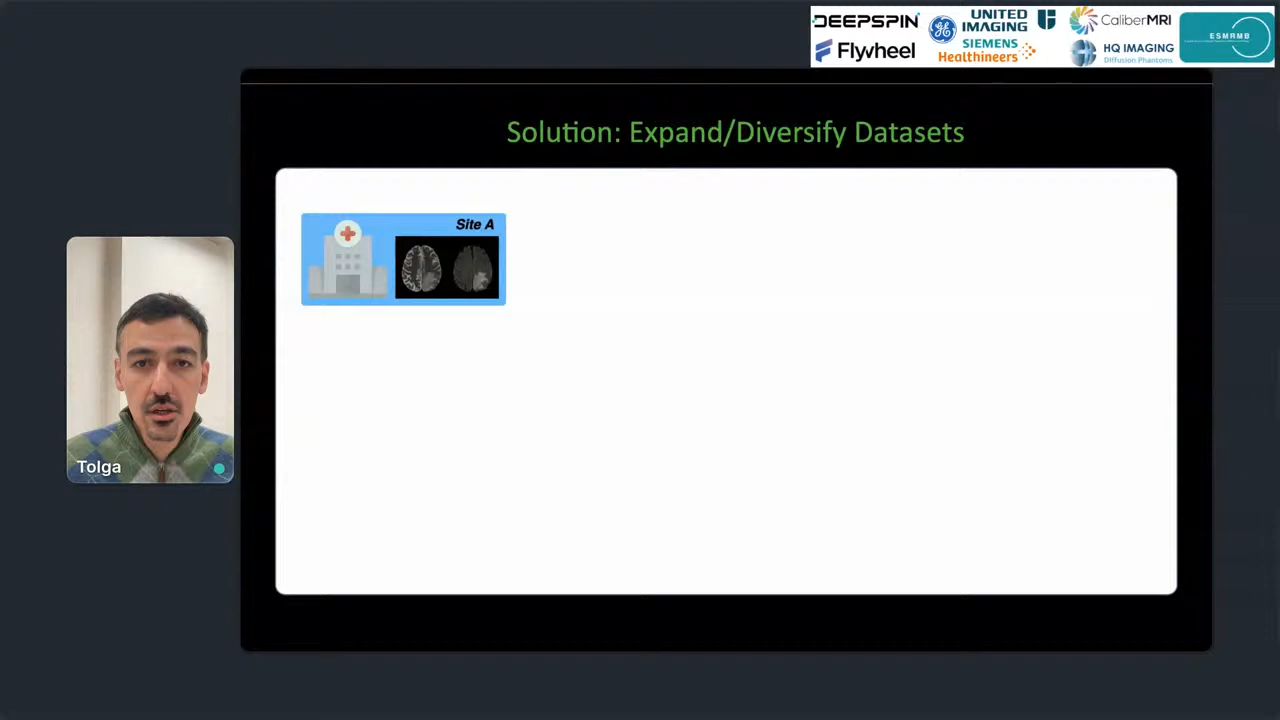 DEEPSPIN
UNITED
IMAGING
CaliberMRI
ESMRMB
Flywheel
SIEMENS
Healthineers
HQ IMAGING
Diffusion Phantoms
Solution: Expand/Diversify Datasets
Site A
Tolga